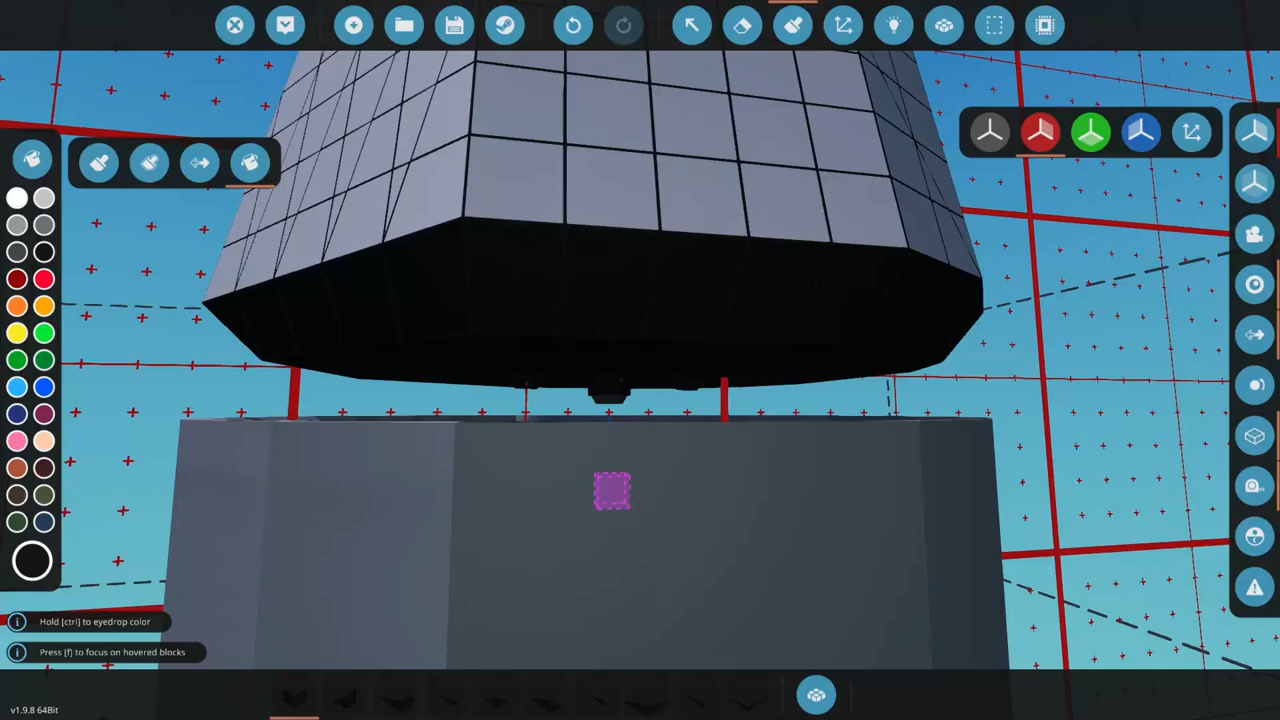 Hold [ctrl] to eyedrop color
Press [f] to focus on hovered blocks
v1.9.8 64Bit